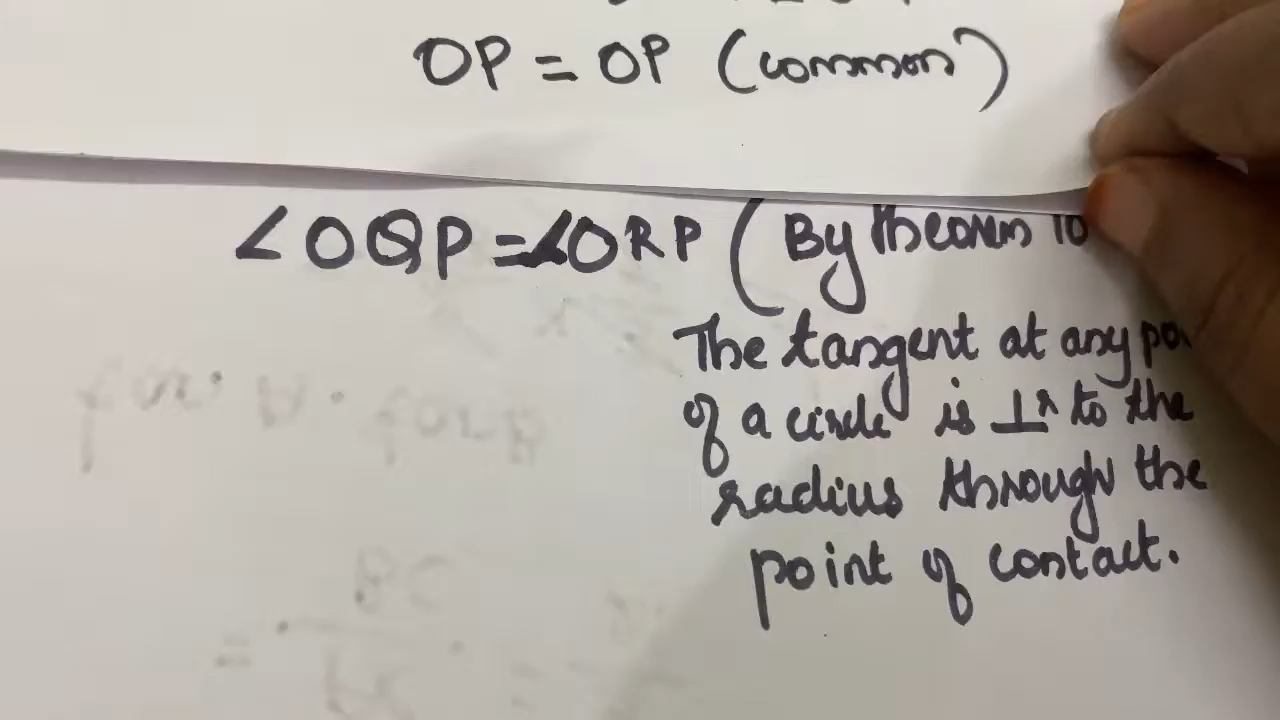 OP = OP (common)
∠OQP = ∠ORP (By theorem 10
The tangent at any
of a circle is ⊥r to the
radius through the
point of contact.